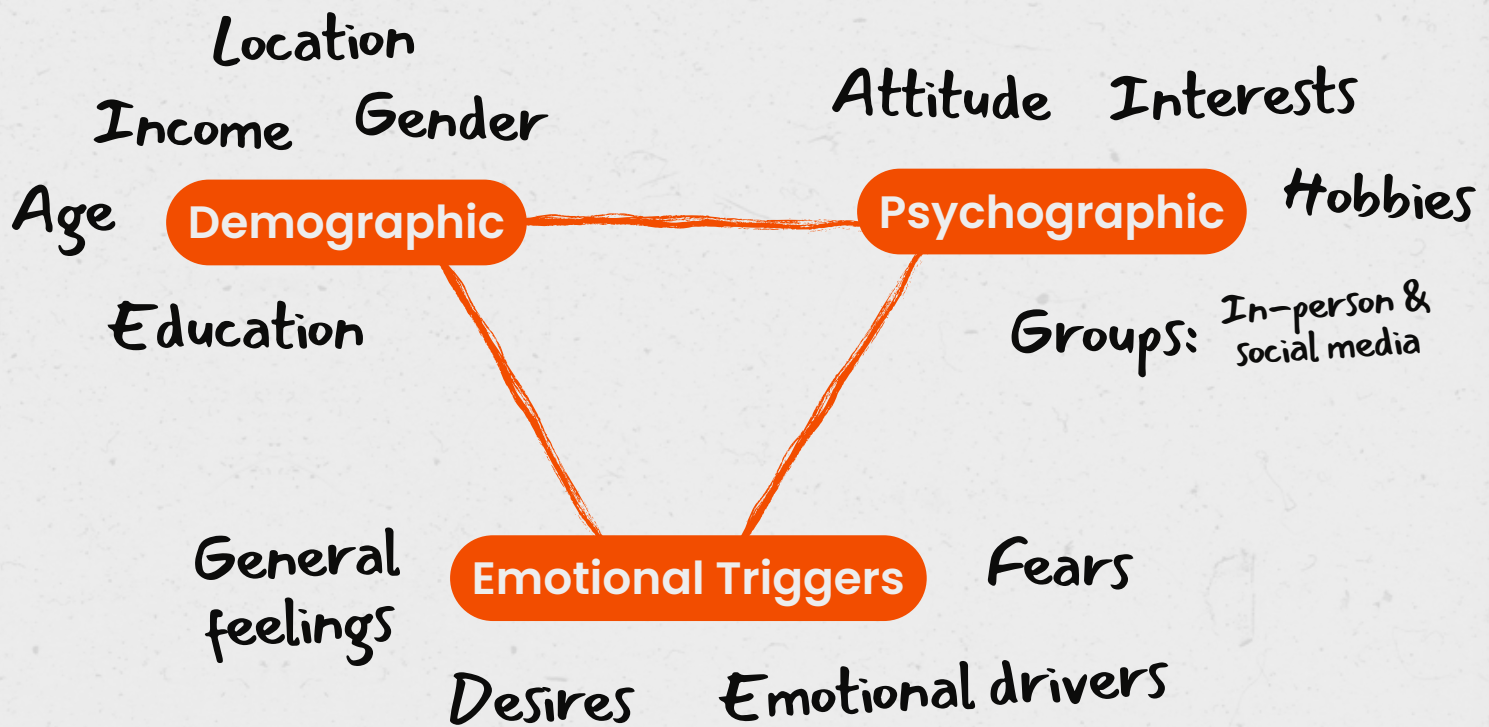 Location
Income
Gender
Age
Demographic
Education
Attitude
Interests
Psychographic
Hobbies
Groups:
In-person &
social media
General
feelings
Emotional Triggers
Fears
Desires
Emotional drivers